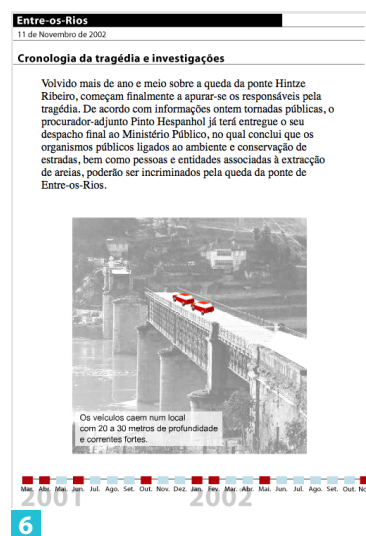 Entre-os-Rios
11 de Novembro de 2002
Cronologia da tragédia e investigações
Volvido mais de ano e meio sobre a queda da ponte Hintze
Ribeiro, começam finalmente a apurar-se os responsáveis pela
tragédia. De acordo com informações ontem tornadas públicas, o
procurador-adjunto Pinto Hespanhol já terá entregue o seu
despacho final ao Ministério Público, no qual conclui que os
organismos públicos ligados ao ambiente e conservação de
estradas, bem como pessoas e entidades associadas à extracção
de areias, poderão ser incriminados pela queda da ponte de
Entre-os-Rios.
Os veículos caem num local
com 20 a 30 metros de profundidade
e correntes fortes.
Mar. Abr. Mai. Jun. Jul. Ago. Set. Out. Nov. Dez. Jan. Fev. Mar. Abr. Mai. Jun. Jul. Ago. Set. Out.
2001 2002
6